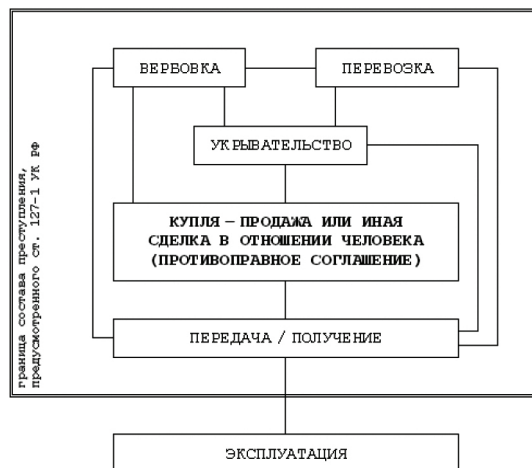 ВЕРБОВКА
ПЕРЕВОЗКА
УКРЫВАТЕЛЬСТВО
КУПЛЯ – ПРОДАЖА ИЛИ ИНАЯ
СДЕЛКА В ОТНОШЕНИИ ЧЕЛОВЕКА
(ПРОТИВОПРАВНОЕ СОГЛАШЕНИЕ)
граница состава преступления,
предусмотренного ст. 127-1 УК РФ
ПЕРЕДАЧА / ПОЛУЧЕНИЕ
ЭКСПЛУАТАЦИЯ